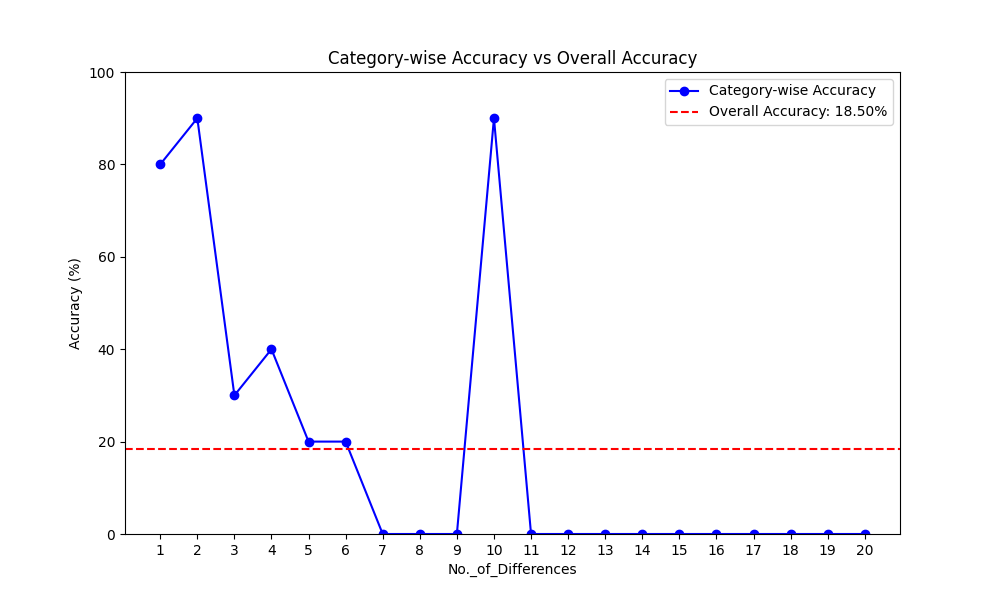 Category-wise Accuracy vs Overall Accuracy
Category-wise Accuracy
Overall Accuracy: 18.50%
Accuracy (%)
100
80
60
40
20
0
1 2 3 4 5 6 7 8 9 10 11 12 13 14 15 16 17 18 19 20
No._of_Differences